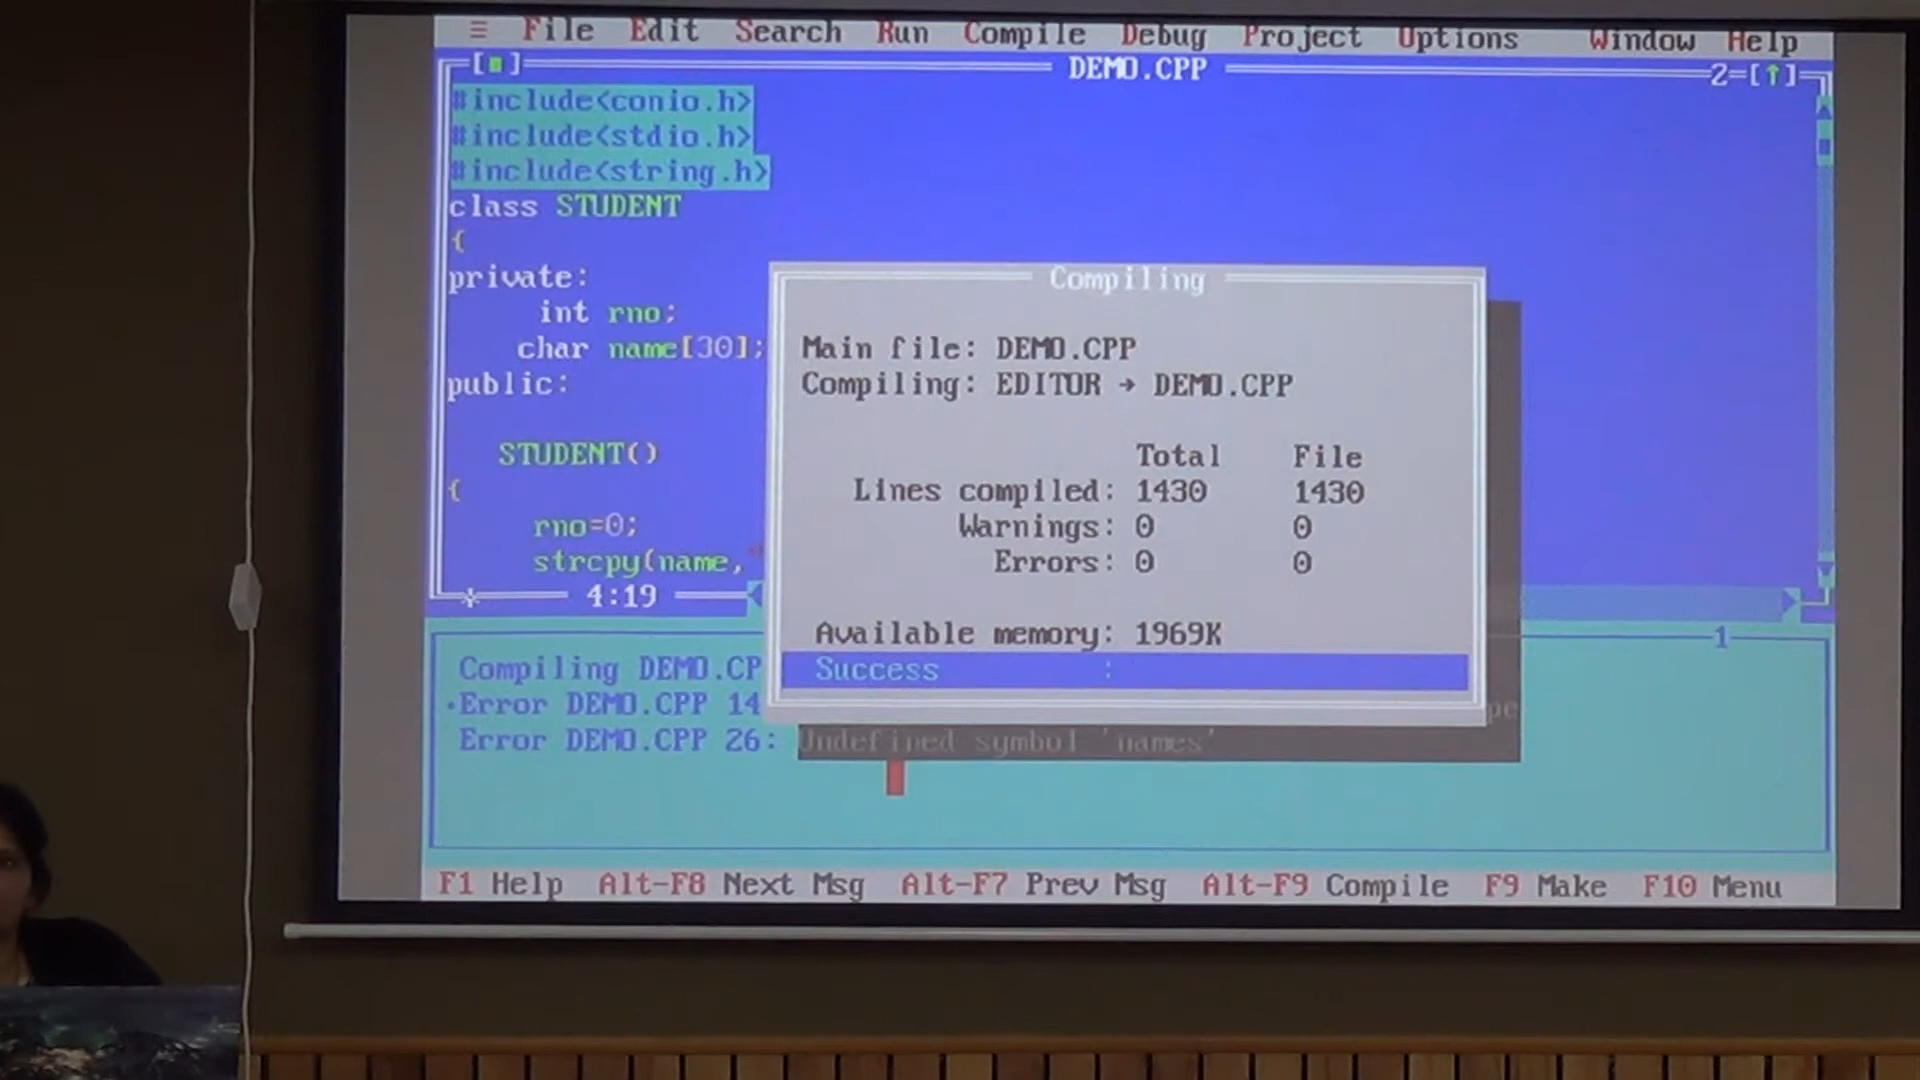 ≡ File Edit Search Run Compile Debug Project Options Window Help
[■] DEMO.CPP 2=[↑]
#include<conio.h>
#include<stdio.h>
#include<string.h>
class STUDENT
{
private:
int rno;
char name[30];
public:
STUDENT()
{
rno=0;
strcpy(name,"
4:19
Compiling
Main file: DEMO.CPP
Compiling: EDITOR → DEMO.CPP
Total File
Lines compiled: 1430 1430
Warnings: 0 0
Errors: 0 0
Available memory: 1969K
Success :
1
Compiling DEMO.CP
•Error DEMO.CPP 14 pe
Error DEMO.CPP 26: Undefined symbol 'names'
F1 Help Alt-F8 Next Msg Alt-F7 Prev Msg Alt-F9 Compile F9 Make F10 Menu